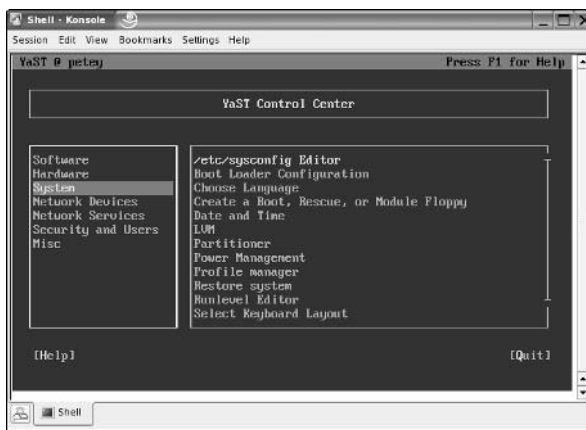 Shell - Konsole
Session Edit View Bookmarks Settings Help
YaST @ petey Press F1 for Help
YaST Control Center
Software
Hardware
System
Network Devices
Network Services
Security and Users
Misc
/etc/sysconfig Editor
Boot Loader Configuration
Choose Language
Create a Boot, Rescue, or Module Floppy
Date and Time
LVM
Partitioner
Power Management
Profile manager
Restore system
Runlevel Editor
Select Keyboard Layout
[Help] [Quit]
Shell